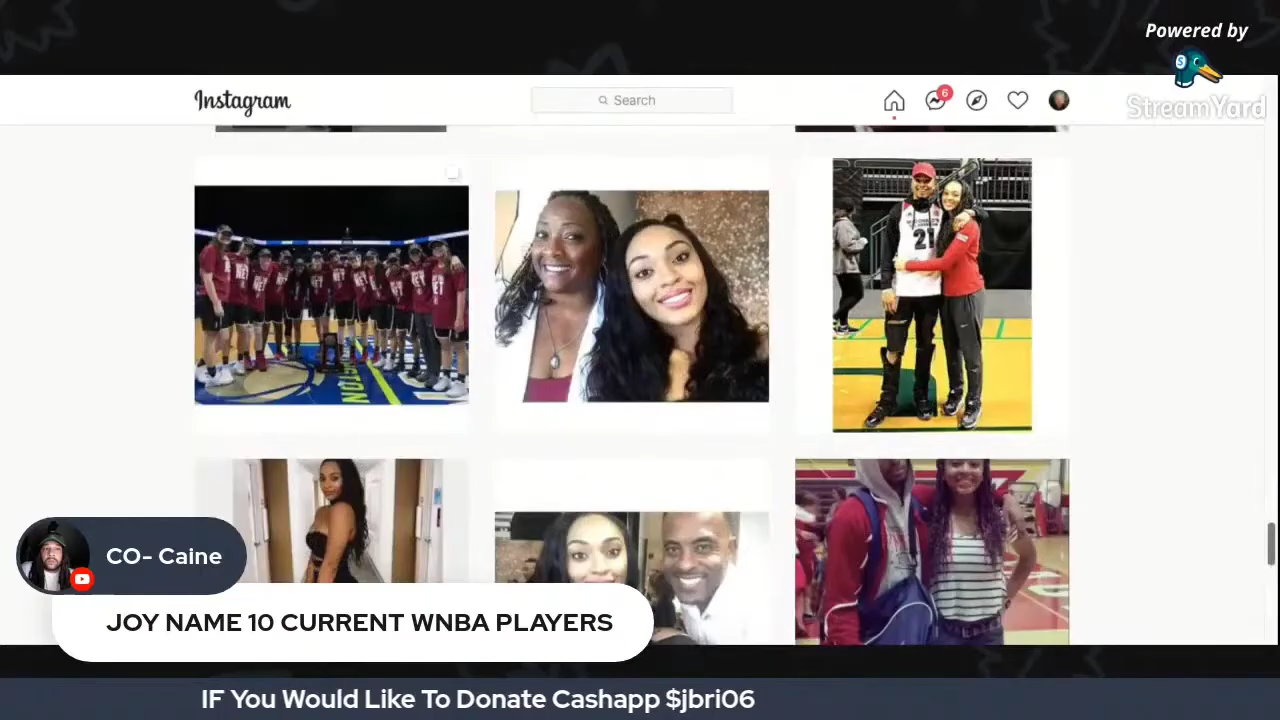 Powered by
StreamYard
Instagram
Search
6
21
CO- Caine
JOY NAME 10 CURRENT WNBA PLAYERS
IF You Would Like To Donate Cashapp $jbri06